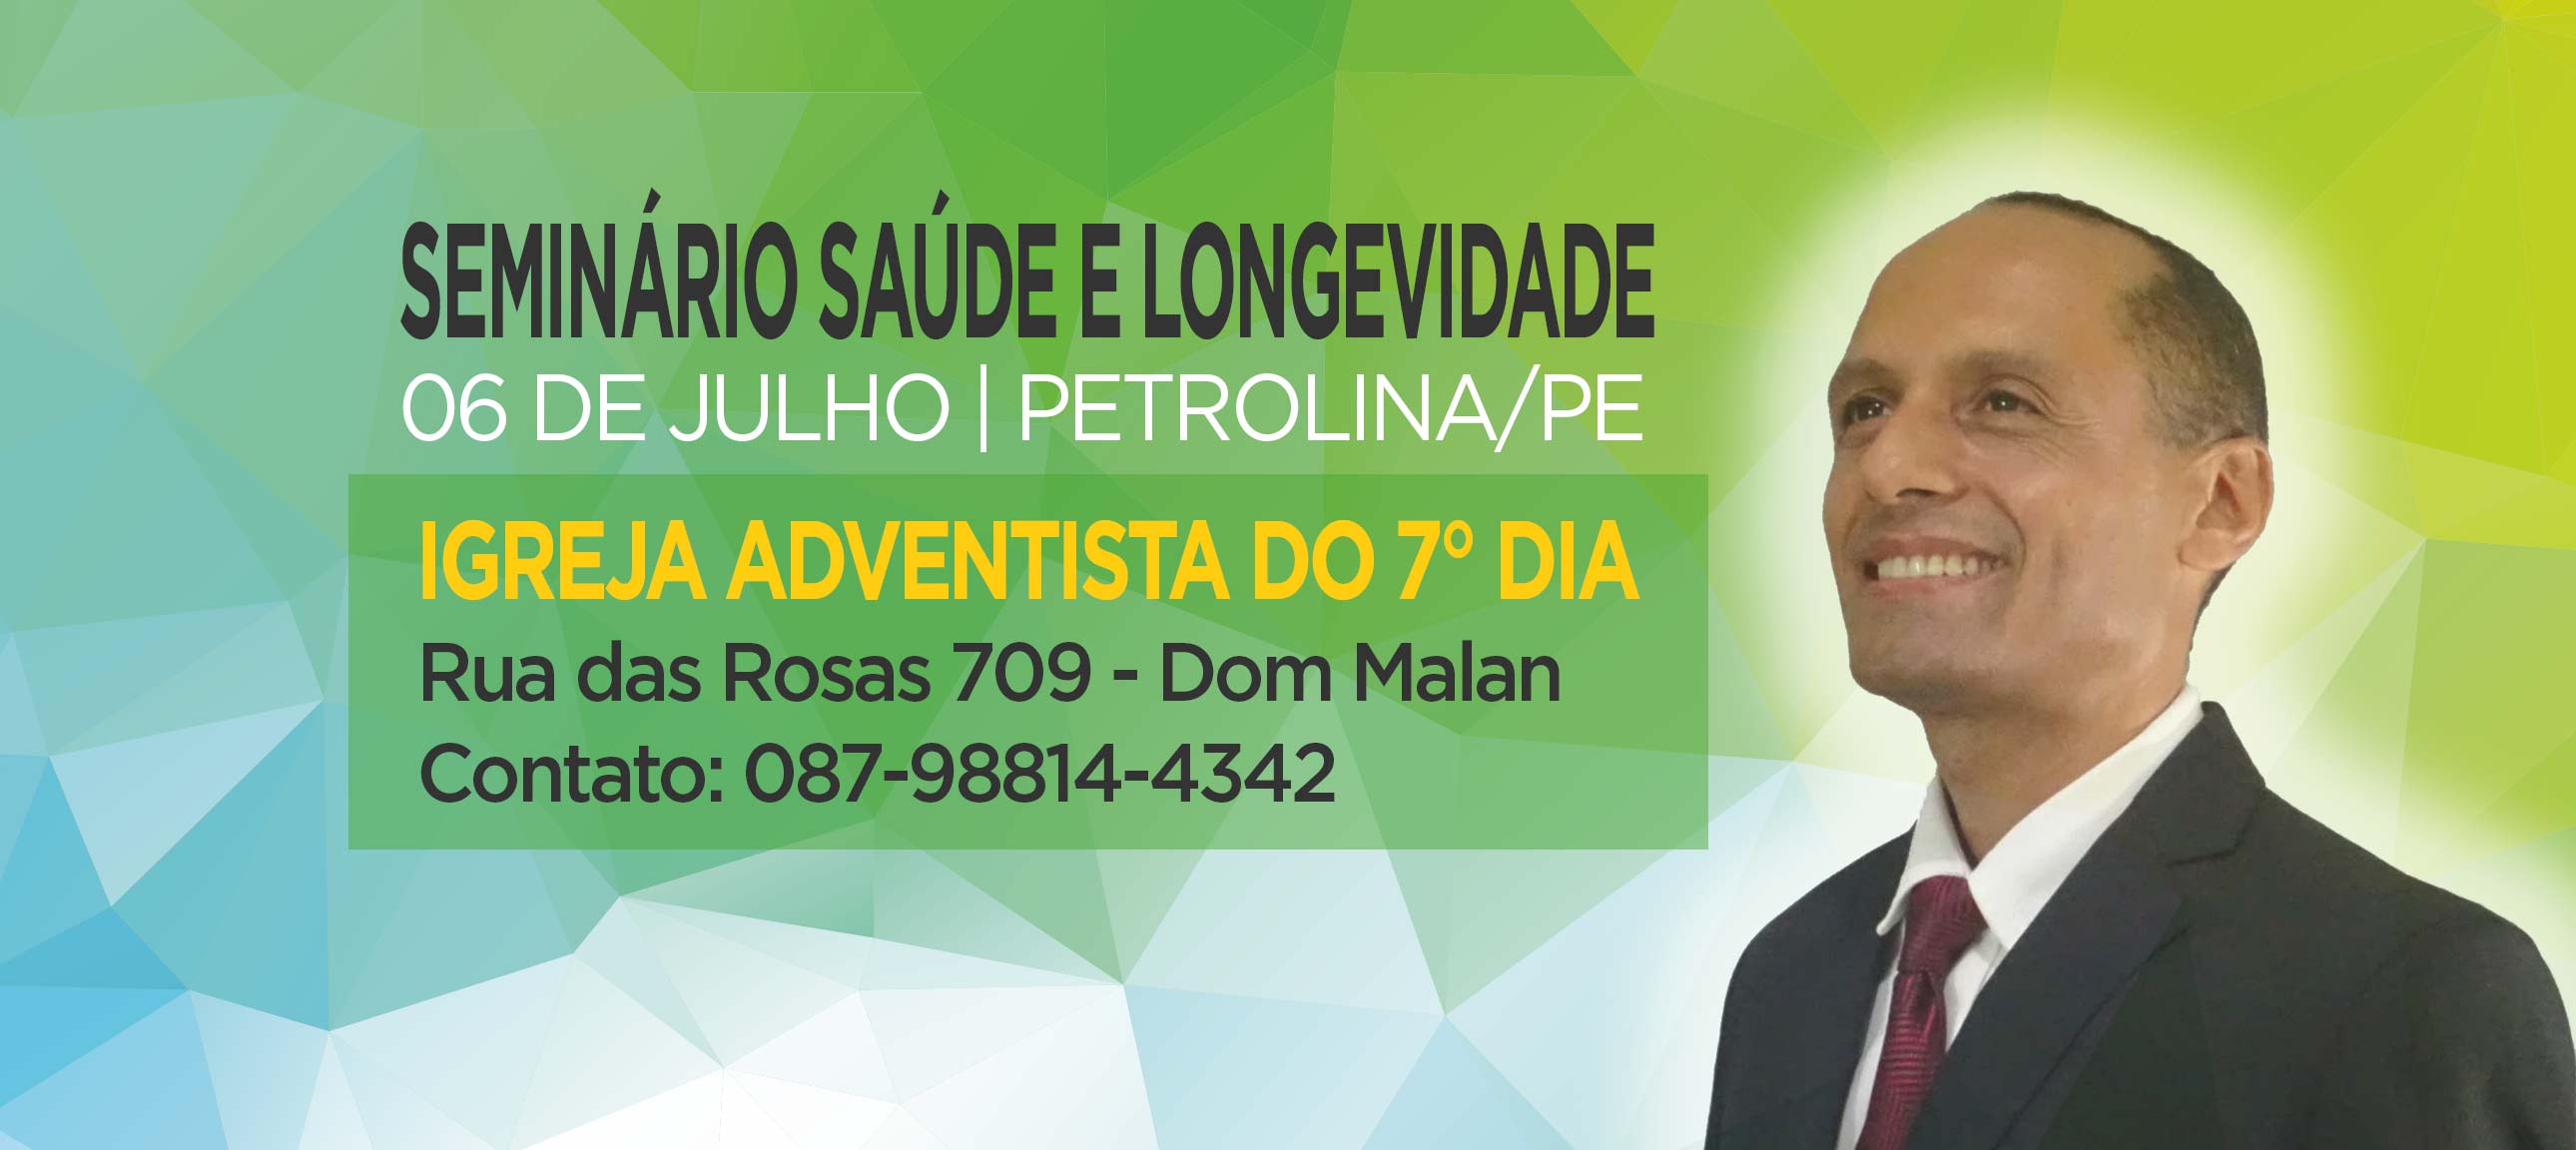 SEMINÁRIO SAÚDE E LONGEVIDADE
06 DE JULHO | PETROLINA/PE
IGREJA ADVENTISTA DO 7º DIA
Rua das Rosas 709 - Dom Malan
Contato: 087-98814-4342